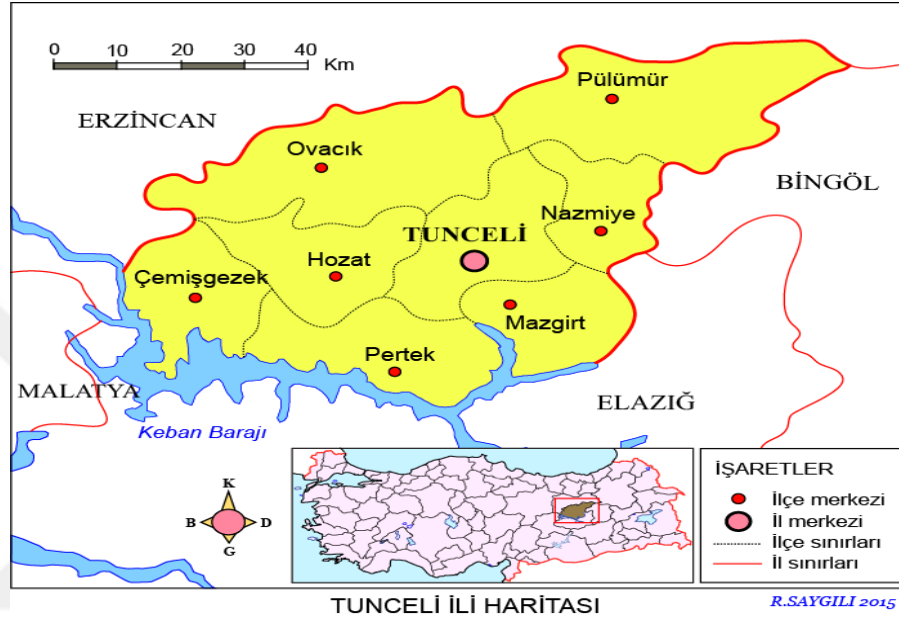 0 10 20 30 40
Km
Pülümür
ERZİNCAN
Ovacık
BİNGÖL
Nazmiye
TUNCELİ
Hozat
Çemişgezek
Mazgirt
Pertek
MALATYA
ELAZIĞ
Keban Barajı
K
B D
G
İŞARETLER
İlçe merkezi
İl merkezi
İlçe sınırları
İl sınırları
TUNCELİ İLİ HARİTASI
R.SAYGILI 2015